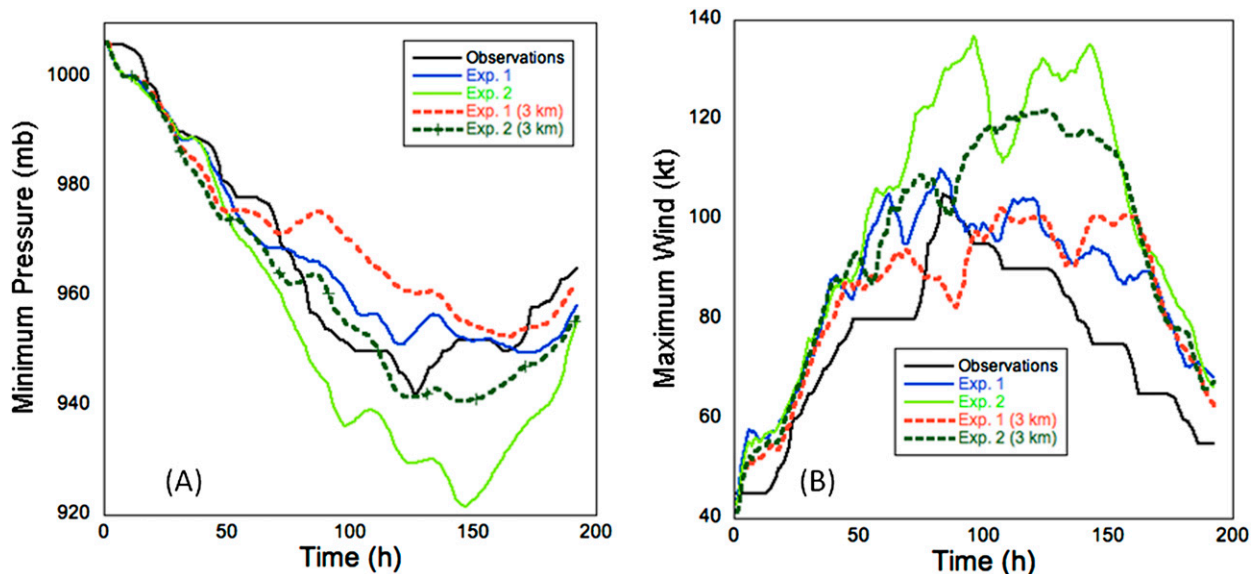 Minimum Pressure (mb)
1000
980
960
940
920
0
50
100
150
200
Time (h)
Observations
Exp. 1
Exp. 2
Exp. 1 (3 km)
Exp. 2 (3 km)
(A)
Maximum Wind (kt)
140
120
100
80
60
40
0
50
100
150
200
Time (h)
Observations
Exp. 1
Exp. 2
Exp. 1 (3 km)
Exp. 2 (3 km)
(B)